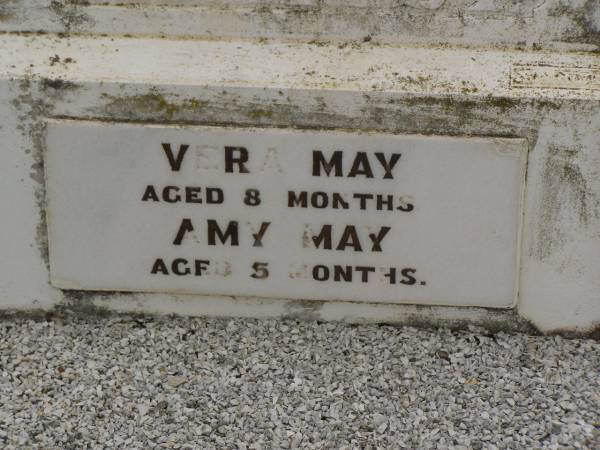 VERA MAY
AGED 8 MONTHS
AMY MAY
AGED 5 MONTHS.